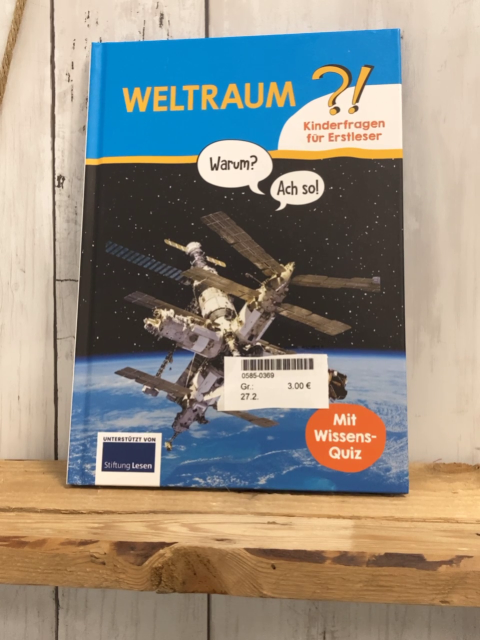 WELTRAUM ?!
Kinderfragen
für Erstleser
Warum?
Ach so!
0585-0369
Gr.: 3.00 €
27.2.
Mit
Wissens-
Quiz
UNTERSTÜTZT VON
Stiftung Lesen